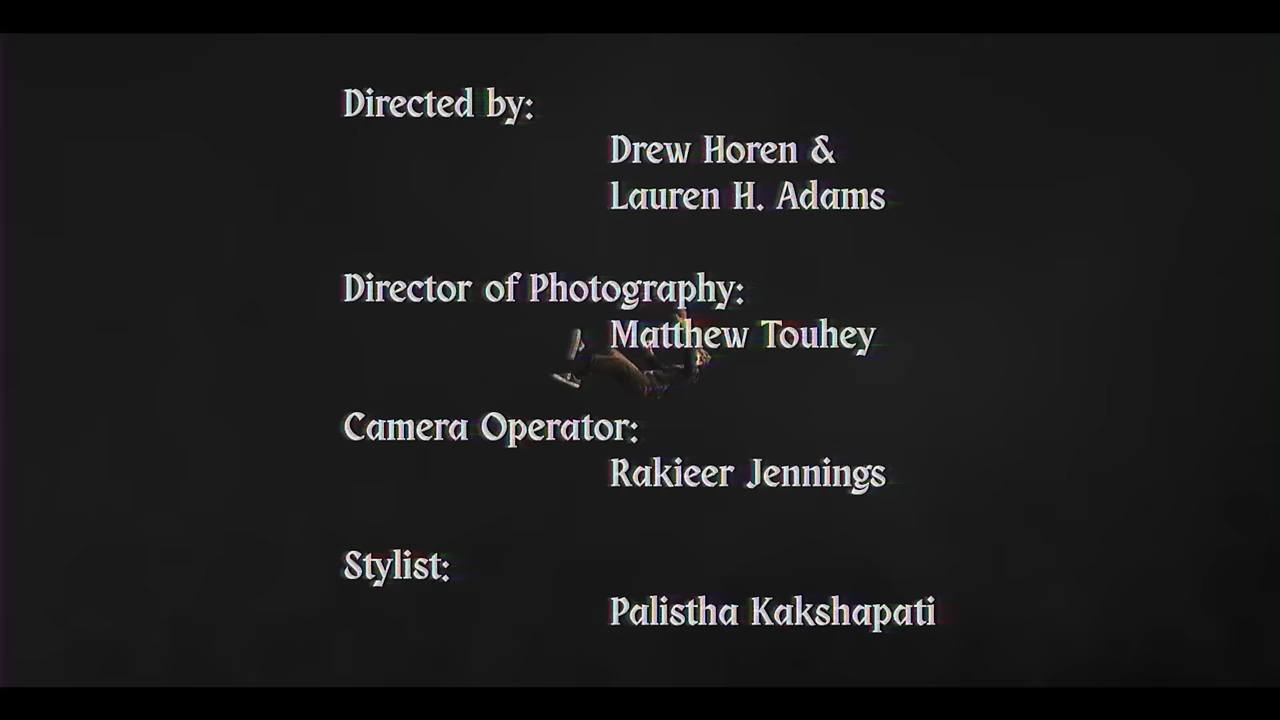 Directed by:
Drew Horen &
Lauren H. Adams
Director of Photography:
Matthew Touhey
Camera Operator:
Rakieer Jennings
Stylist:
Palistha Kakshapati